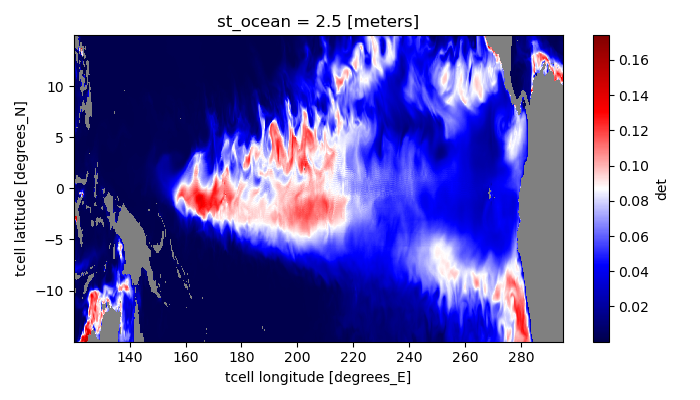 st_ocean = 2.5 [meters]
10
5
0
−5
−10
tcell latitude [degrees_N]
140 160 180 200 220 240 260 280
tcell longitude [degrees_E]
0.16
0.14
0.12
0.10
0.08
0.06
0.04
0.02
det